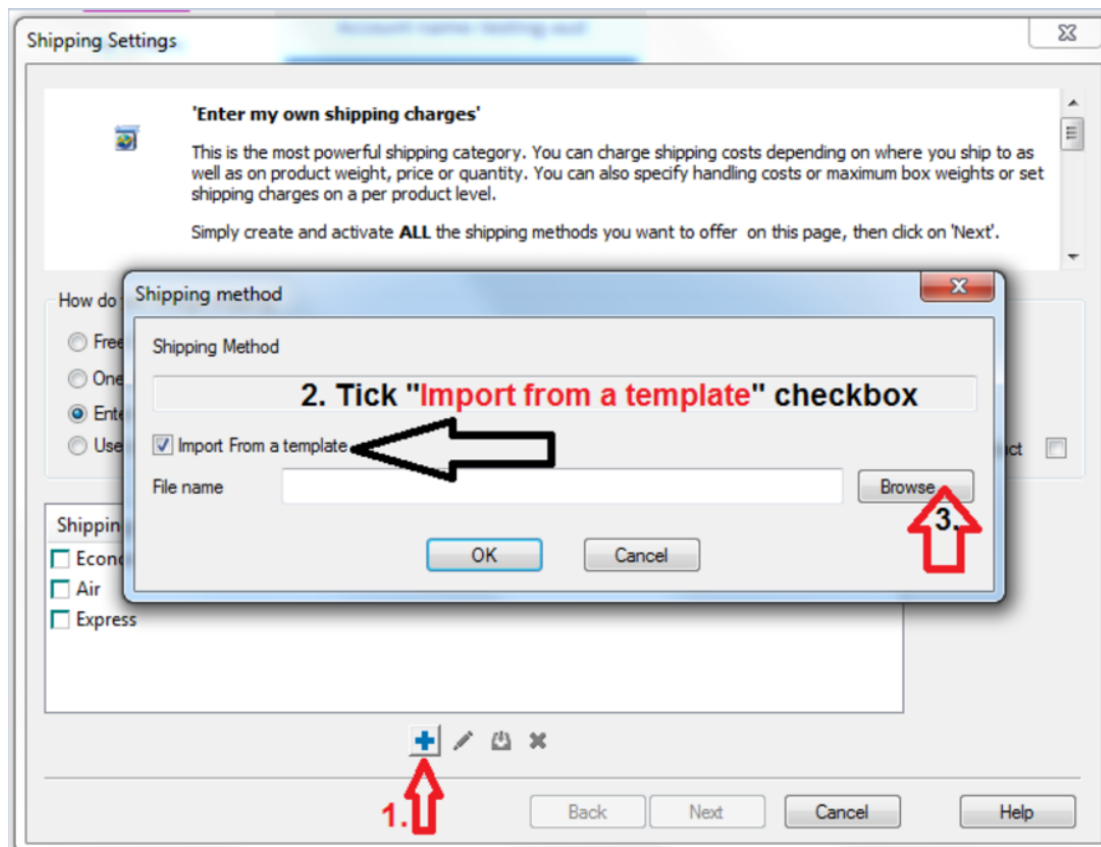 Account name: testing aud
Shipping Settings
'Enter my own shipping charges'
This is the most powerful shipping category. You can charge shipping costs depending on where you ship to as
well as on product weight, price or quantity. You can also specify handling costs or maximum box weights or set
shipping charges on a per product level.
Simply create and activate ALL the shipping methods you want to offer on this page, then click on 'Next'.
How do
Shipping method
Free
Shipping Method
One
2. Tick "Import from a template" checkbox
Ente
Use
Import From a template
ct
File name
Browse...
3.
Shippin
Econo
OK
Cancel
Air
Express
1.
Back
Next
Cancel
Help